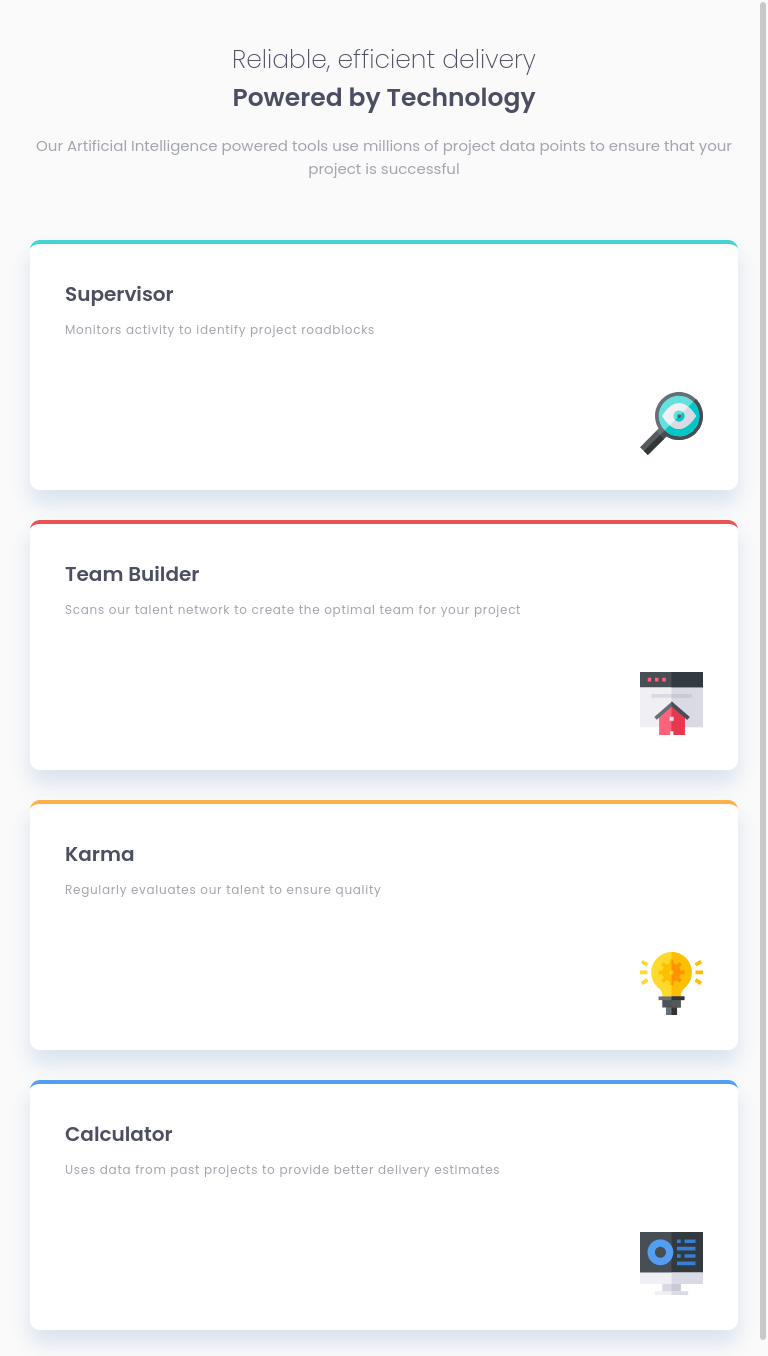 Reliable, efficient delivery
Powered by Technology
Our Artificial Intelligence powered tools use millions of project data points to ensure that your
project is successful
Supervisor
Monitors activity to identify project roadblocks
Team Builder
Scans our talent network to create the optimal team for your project
Karma
Regularly evaluates our talent to ensure quality
Calculator
Uses data from past projects to provide better delivery estimates